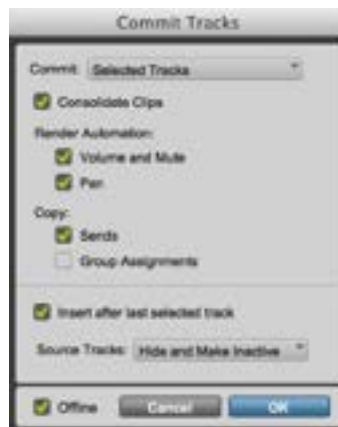 Commit Tracks
Commit: Selected Tracks
Consolidate Clips
Render Automation:
Volume and Mute
Pan
Copy:
Sends
Group Assignments
Insert after last selected track
Source Tracks: Hide and Make Inactive
Offline Cancel OK